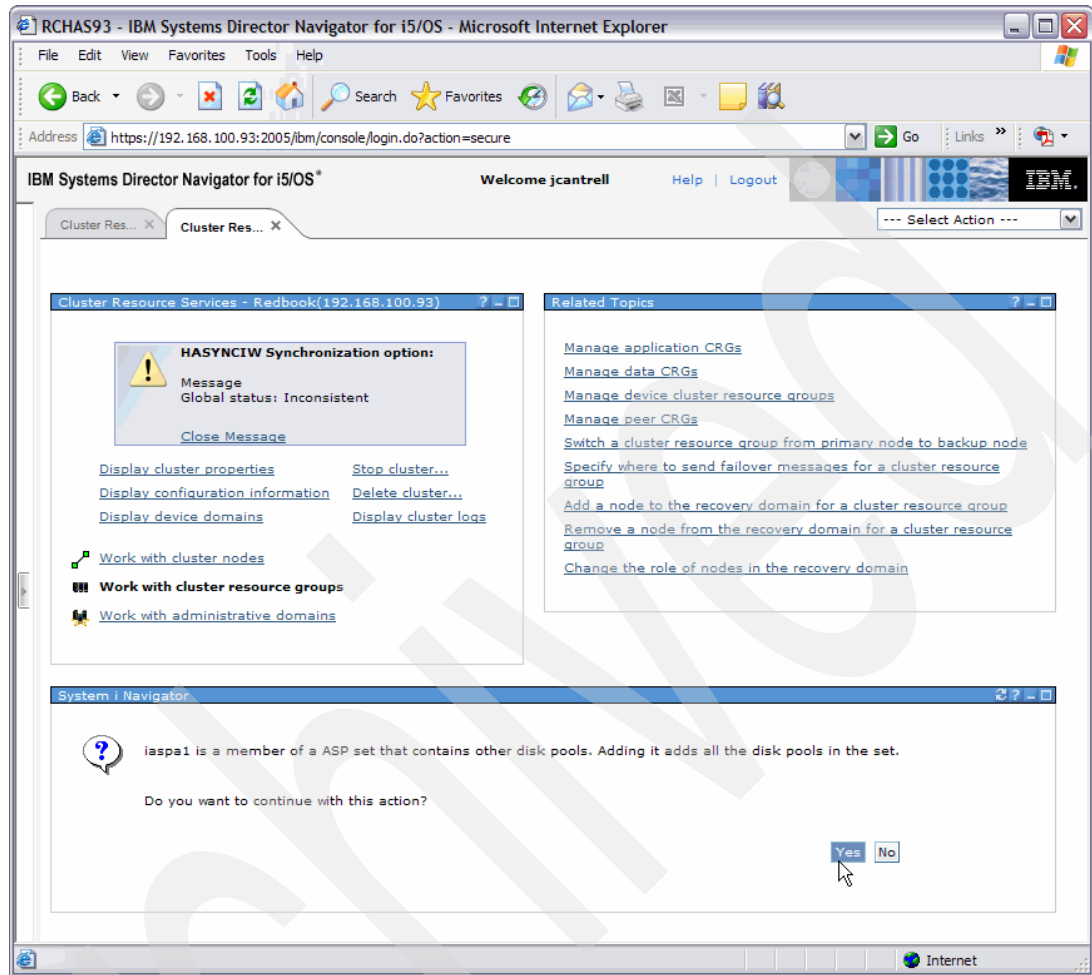 RCHAS93 - IBM Systems Director Navigator for i5/OS - Microsoft Internet Explorer
File Edit View Favorites Tools Help
Back Search Favorites
Address https://192.168.100.93:2005/ibm/console/login.do?action=secure Go Links »
IBM Systems Director Navigator for i5/OS® Welcome jcantrell Help | Logout IBM.
Cluster Res... Cluster Res... --- Select Action ---
Cluster Resource Services - Redbook(192.168.100.93) ?
HASYNCIW Synchronization option:
Message
Global status: Inconsistent
Close Message
Display cluster properties Stop cluster...
Display configuration information Delete cluster...
Display device domains Display cluster logs
Work with cluster nodes
Work with cluster resource groups
Work with administrative domains
Related Topics ?
Manage application CRGs
Manage data CRGs
Manage device cluster resource groups
Manage peer CRGs
Switch a cluster resource group from primary node to backup node
Specify where to send failover messages for a cluster resource
group
Add a node to the recovery domain for a cluster resource group
Remove a node from the recovery domain for a cluster resource
group
Change the role of nodes in the recovery domain
System i Navigator ?
iaspa1 is a member of a ASP set that contains other disk pools. Adding it adds all the disk pools in the set.
Do you want to continue with this action?
Yes No
Internet